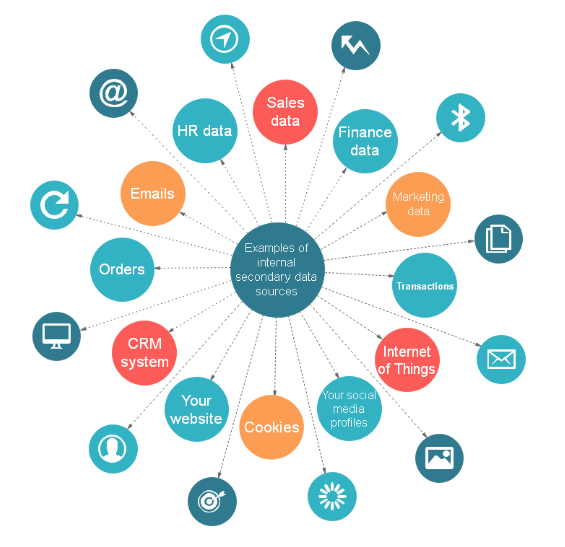 Sales
data
HR data
Finance
data
Emails
Marketing
data
Examples of
internal
secondary data
sources
Orders
Transactions
CRM
system
Internet
of Things
Your
website
Your social
media
profiles
Cookies
@